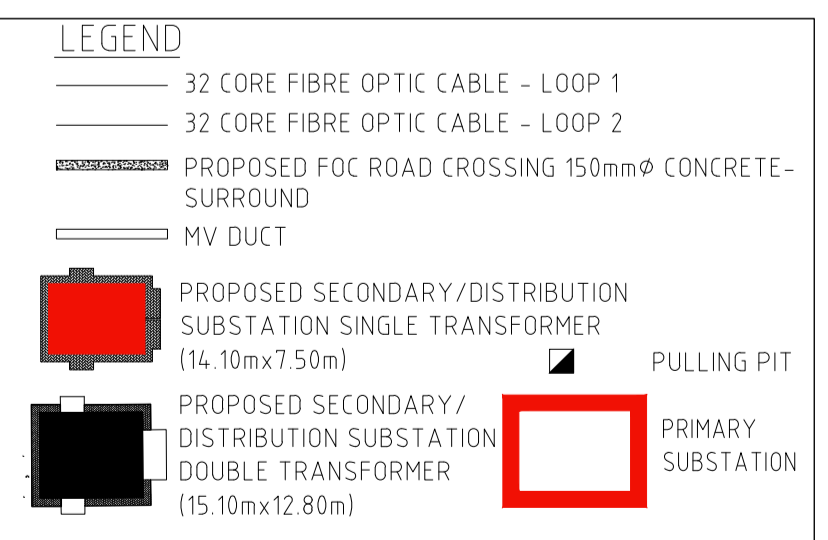 LEGEND
32 CORE FIBRE OPTIC CABLE - LOOP 1
32 CORE FIBRE OPTIC CABLE - LOOP 2
PROPOSED FOC ROAD CROSSING 150mmØ CONCRETE-
SURROUND
MV DUCT
PROPOSED SECONDARY/DISTRIBUTION
SUBSTATION SINGLE TRANSFORMER
(14.10mx7.50m)
PULLING PIT
PROPOSED SECONDARY/
DISTRIBUTION SUBSTATION
DOUBLE TRANSFORMER
(15.10mx12.80m)
PRIMARY
SUBSTATION